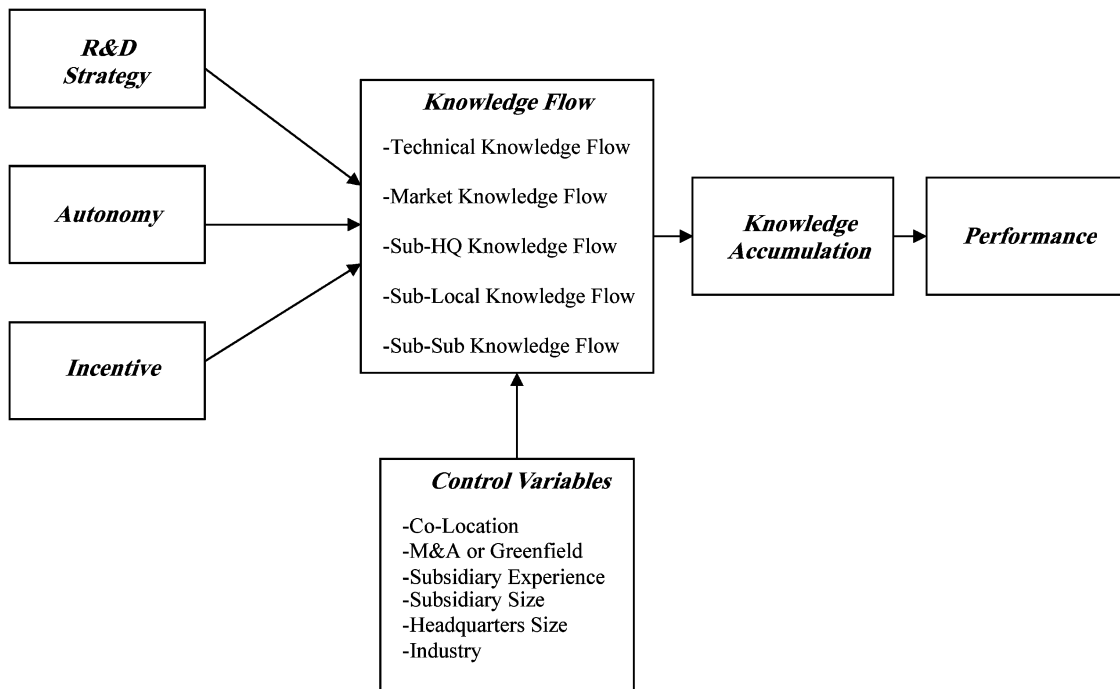 R&D
Strategy
Autonomy
Incentive
Knowledge Flow
-Technical Knowledge Flow
-Market Knowledge Flow
-Sub-HQ Knowledge Flow
-Sub-Local Knowledge Flow
-Sub-Sub Knowledge Flow
Knowledge
Accumulation
Performance
Control Variables
-Co-Location
-M&A or Greenfield
-Subsidiary Experience
-Subsidiary Size
-Headquarters Size
-Industry